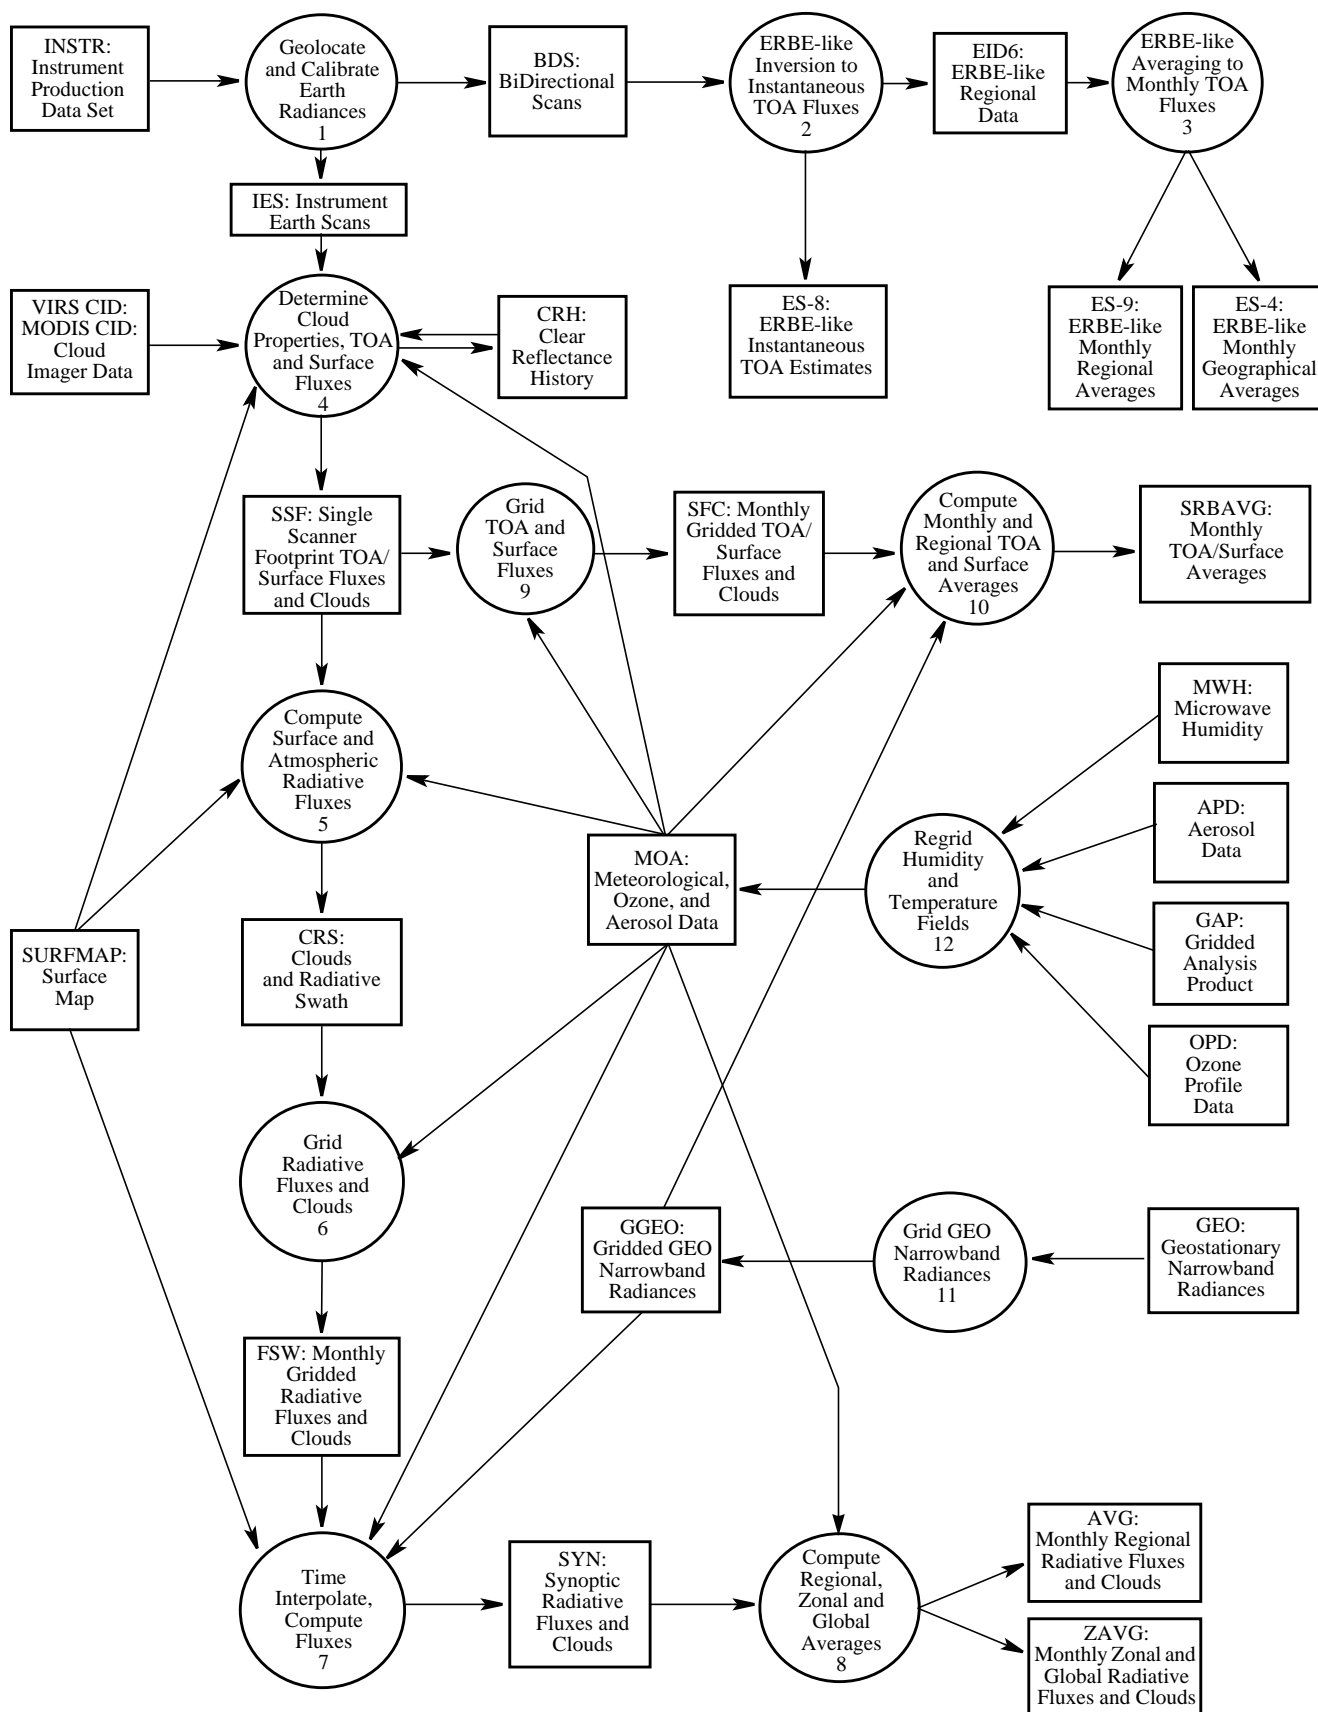 INSTR:
Instrument
Production
Data Set
Geolocate
and Calibrate
Earth
Radiances
1
BDS:
BiDirectional
Scans
ERBE-like
Inversion to
Instantaneous
TOA Fluxes
2
EID6:
ERBE-like
Regional
Data
ERBE-like
Averaging to
Monthly TOA
Fluxes
3
IES: Instrument
Earth Scans
VIRS CID:
MODIS CID:
Cloud
Imager Data
Determine
Cloud
Properties, TOA
and Surface
Fluxes
4
CRH:
Clear
Reflectance
History
ES-8:
ERBE-like
Instantaneous
TOA Estimates
ES-9:
ERBE-like
Monthly
Regional
Averages
ES-4:
ERBE-like
Monthly
Geographical
Averages
SSF: Single
Scanner
Footprint TOA/
Surface Fluxes
and Clouds
Grid
TOA and
Surface
Fluxes
9
SFC: Monthly
Gridded TOA/
Surface
Fluxes and
Clouds
Compute
Monthly and
Regional TOA
and Surface
Averages
10
SRBAVG:
Monthly
TOA/Surface
Averages
Compute
Surface and
Atmospheric
Radiative
Fluxes
5
MWH:
Microwave
Humidity
APD:
Aerosol
Data
MOA:
Meteorological,
Ozone, and
Aerosol Data
Regrid
Humidity
and
Temperature
Fields
12
GAP:
Gridded
Analysis
Product
SURFMAP:
Surface
Map
CRS:
Clouds
and Radiative
Swath
OPD:
Ozone
Profile
Data
Grid
Radiative
Fluxes and
Clouds
6
GGEO:
Gridded GEO
Narrowband
Radiances
Grid GEO
Narrowband
Radiances
11
GEO:
Geostationary
Narrowband
Radiances
FSW: Monthly
Gridded
Radiative
Fluxes and
Clouds
Time
Interpolate,
Compute
Fluxes
7
SYN:
Synoptic
Radiative
Fluxes and
Clouds
Compute
Regional,
Zonal and
Global
Averages
8
AVG:
Monthly Regional
Radiative Fluxes
and Clouds
ZAVG:
Monthly Zonal and
Global Radiative
Fluxes and Clouds